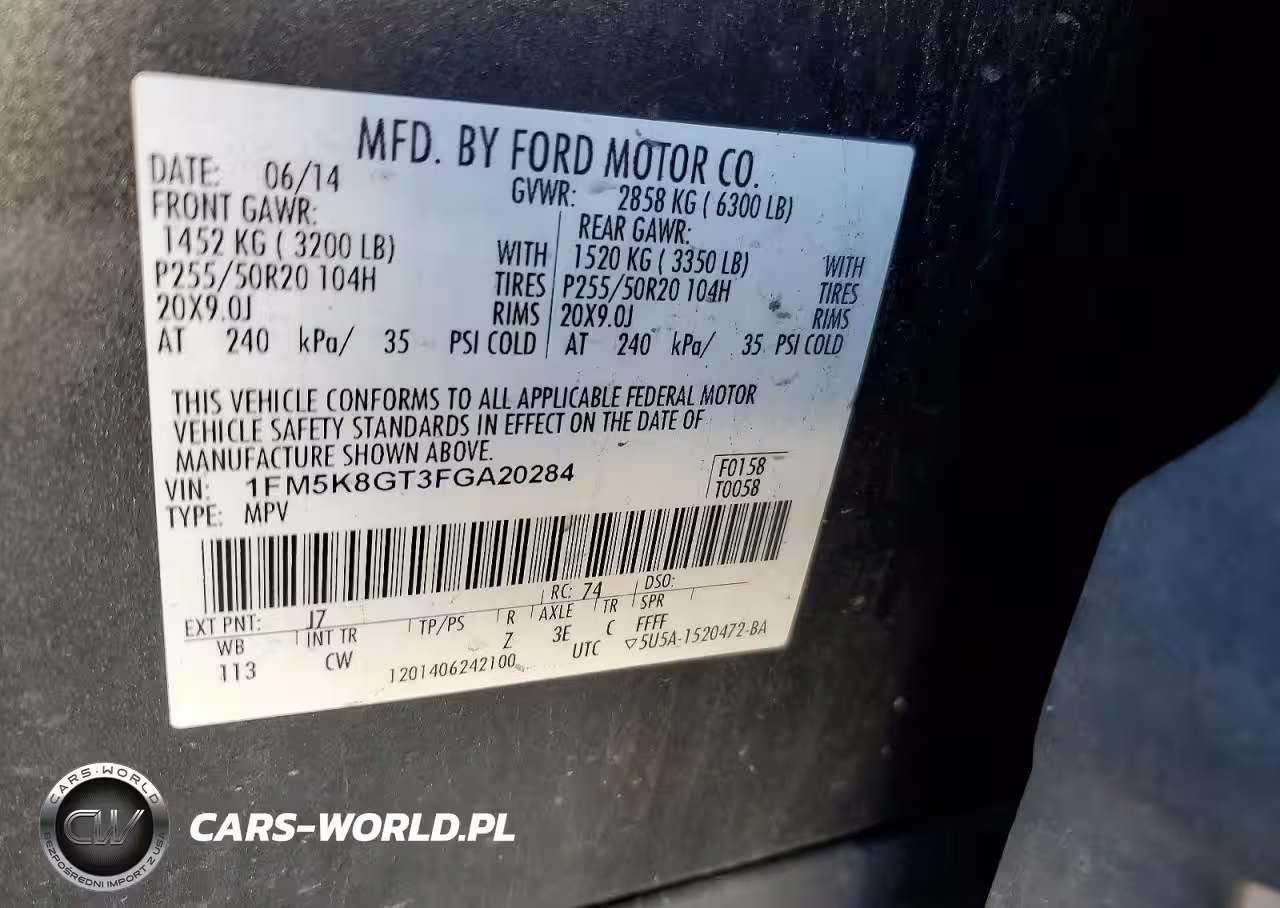 MFD. BY FORD MOTOR CO.
DATE: 06/14 GVWR: 2858 KG ( 6300 LB)
FRONT GAWR: REAR GAWR:
1452 KG ( 3200 LB) WITH 1520 KG ( 3350 LB) WITH
P255/50R20 104H TIRES P255/50R20 104H TIRES
20X9.0J RIMS 20X9.0J RIMS
AT 240 kPa/ 35 PSI COLD AT 240 kPa/ 35 PSI COLD
THIS VEHICLE CONFORMS TO ALL APPLICABLE FEDERAL MOTOR
VEHICLE SAFETY STANDARDS IN EFFECT ON THE DATE OF
MANUFACTURE SHOWN ABOVE.
VIN: 1FM5K8GT3FGA20284 F0158
TYPE: MPV T0058
EXT PNT: J7 RC: 74 DSO:
WB INT TR TP/PS R AXLE TR SPR
113 CW Z 3E C FFFF
1201406242100 UTC ▽5U5A-1520472-BA
CARS-WORLD
CW
BEZPOŚREDNI IMPORT Z USA
CARS-WORLD.PL